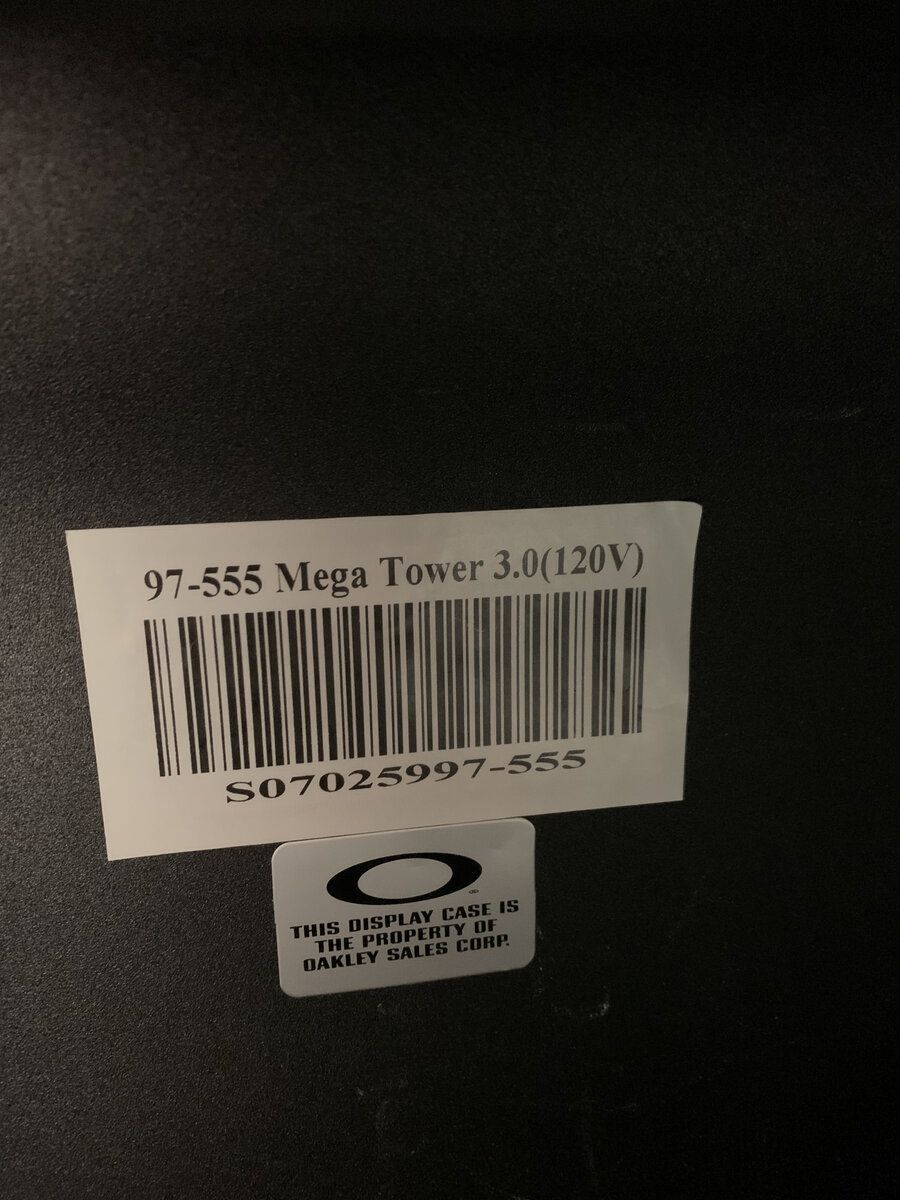 97-555 Mega Tower 3.0(120V)
S07025997-555
®
THIS DISPLAY CASE IS
THE PROPERTY OF
OAKLEY SALES CORP.